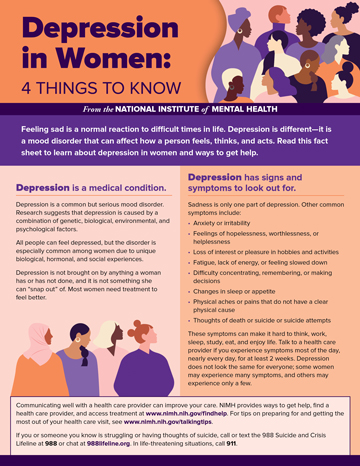 Depression
in Women:
4 THINGS TO KNOW
From the NATIONAL INSTITUTE of MENTAL HEALTH
Feeling sad is a normal reaction to difficult times in life. Depression is different—it is
a mood disorder that can affect how a person feels, thinks, and acts. Read this fact
sheet to learn about depression in women and ways to get help.
Depression is a medical condition.
Depression is a common but serious mood disorder.
Research suggests that depression is caused by a
combination of genetic, biological, environmental, and
psychological factors.
All people can feel depressed, but the disorder is
especially common among women due to unique
biological, hormonal, and social experiences.
Depression is not brought on by anything a woman
has or has not done, and it is not something she
can "snap out" of. Most women need treatment to
feel better.
Depression has signs and
symptoms to look out for.
Sadness is only one part of depression. Other common
symptoms include:
• Anxiety or irritability
• Feelings of hopelessness, worthlessness, or
helplessness
• Loss of interest or pleasure in hobbies and activities
• Fatigue, lack of energy, or feeling slowed down
• Difficulty concentrating, remembering, or making
decisions
• Changes in sleep or appetite
• Physical aches or pains that do not have a clear
physical cause
• Thoughts of death or suicide or suicide attempts
These symptoms can make it hard to think, work,
sleep, study, eat, and enjoy life. Talk to a health care
provider if you experience symptoms most of the day,
nearly every day, for at least 2 weeks. Depression
does not look the same for everyone; some women
may experience many symptoms, and others may
experience only a few.
Communicating well with a health care provider can improve your care. NIMH provides ways to get help, find a
health care provider, and access treatment at www.nimh.nih.gov/findhelp. For tips on preparing for and getting the
most out of your health care visit, see www.nimh.nih.gov/talkingtips.
If you or someone you know is struggling or having thoughts of suicide, call or text the 988 Suicide and Crisis
Lifeline at 988 or chat at 988lifeline.org. In life-threatening situations, call 911.